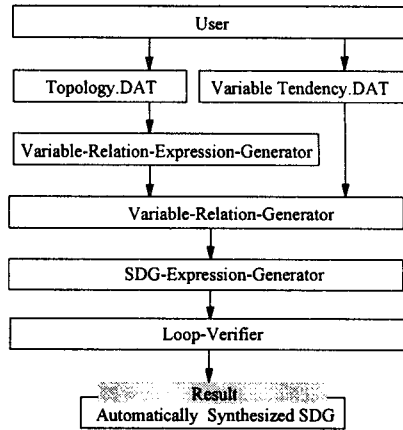 User
Topology.DAT
Variable Tendency.DAT
Variable-Relation-Expression-Generator
Variable-Relation-Generator
SDG-Expression-Generator
Loop-Verifier
Result
Automatically Synthesized SDG